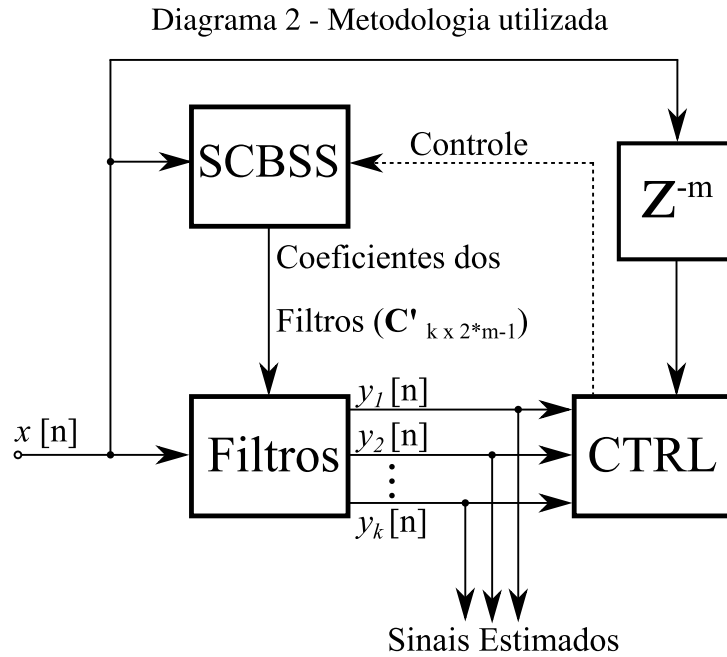 Diagrama 2 - Metodologia utilizada
SCBSS
Controle
Z-m
Coeficientes dos
Filtros (C' k x 2*m-1)
x [n]
Filtros
y1 [n]
y2 [n]
yk [n]
CTRL
Sinais Estimados